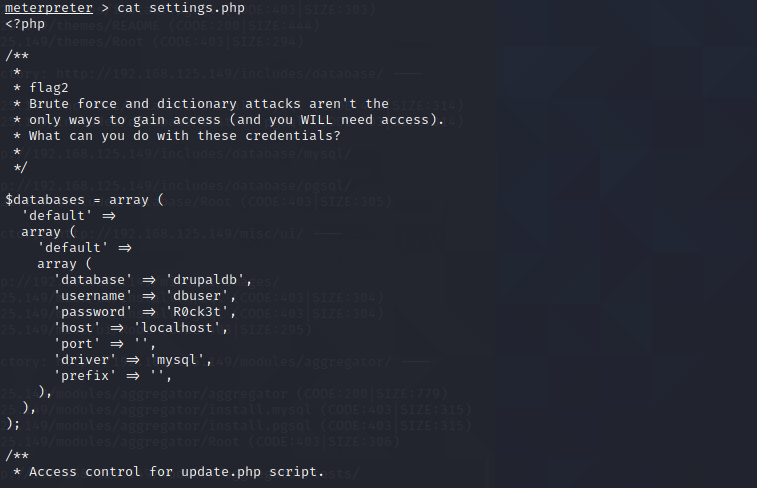 meterpreter > cat settings.php
<?php
/**
 *
 * flag2
 * Brute force and dictionary attacks aren't the
 * only ways to gain access (and you WILL need access).
 * What can you do with these credentials?
 *
 */
$databases = array (
  'default' ⇒
  array (
    'default' ⇒
    array (
      'database' ⇒ 'drupaldb',
      'username' ⇒ 'dbuser',
      'password' ⇒ 'R0ck3t',
      'host' ⇒ 'localhost',
      'port' ⇒ '',
      'driver' ⇒ 'mysql',
      'prefix' ⇒ '',
    ),
  ),
);
/**
 * Access control for update.php script.